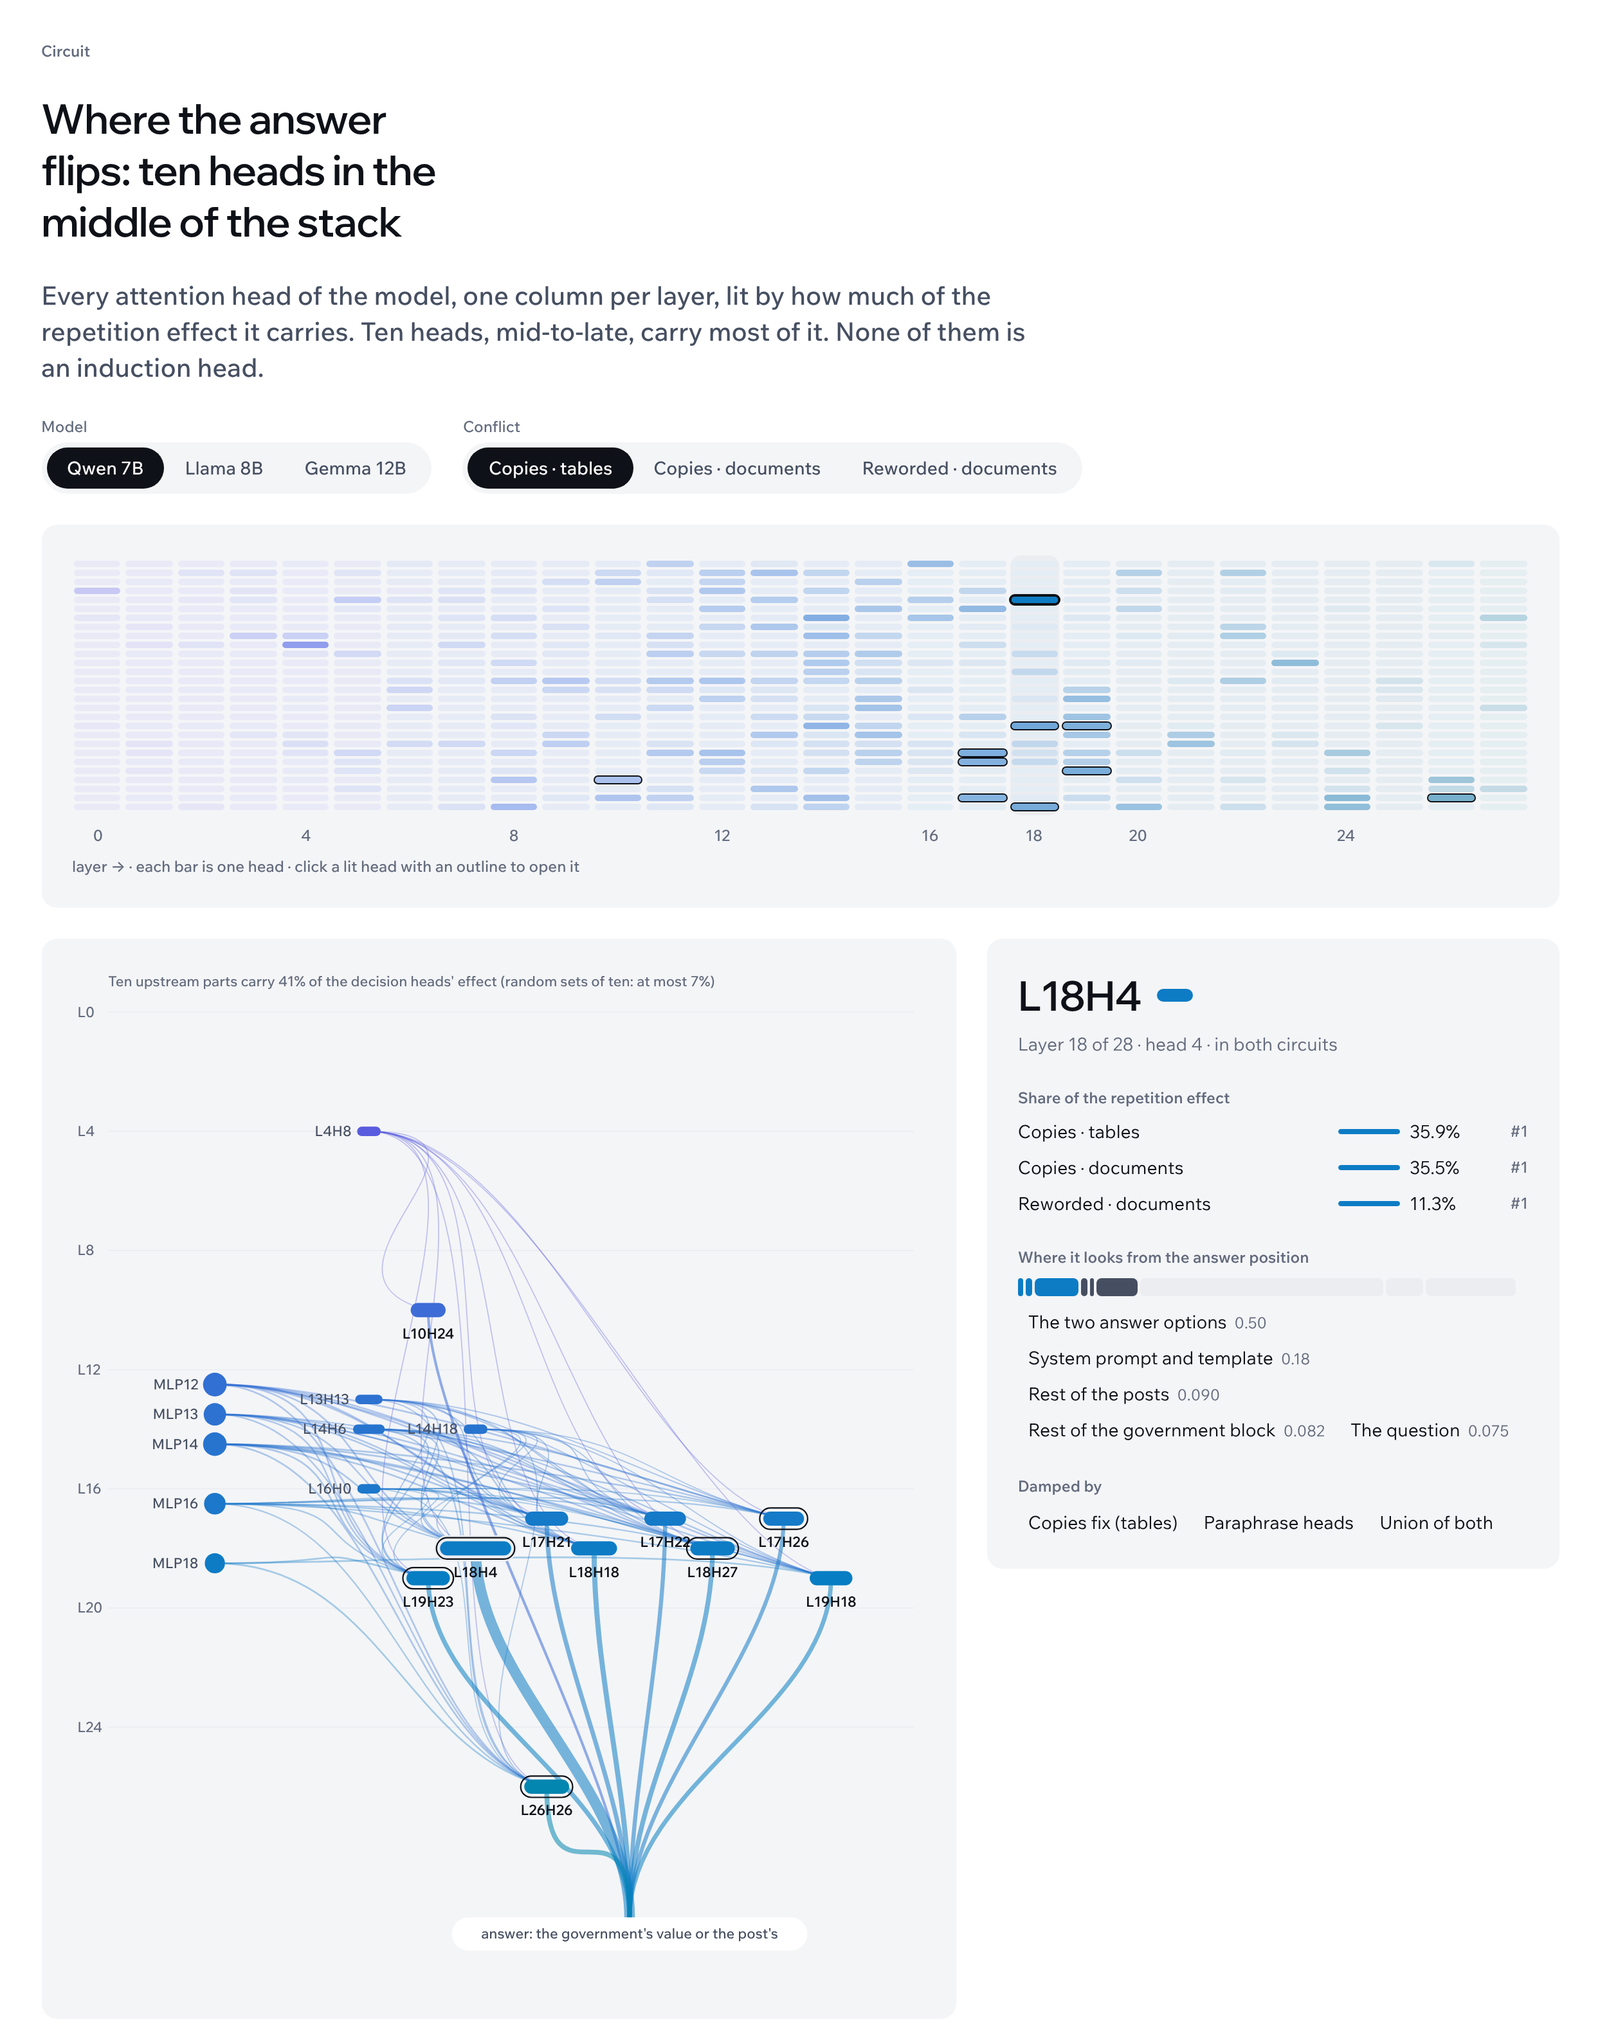 Circuit
Where the answer
flips: ten heads in the
middle of the stack
Every attention head of the model, one column per layer, lit by how much of the
repetition effect it carries. Ten heads, mid-to-late, carry most of it. None of them is
an induction head.
Model
Conflict
Qwen 7B
Llama 8B
Gemma 12B
Copies · tables
Copies · documents
Reworded · documents
0
4
8
12
16
18
20
24
layer → · each bar is one head · click a lit head with an outline to open it
Ten upstream parts carry 41% of the decision heads' effect (random sets of ten: at most 7%)
L0
L4
L4H8
L8
L10H24
L12
MLP12
L13H13
MLP13
L14H6
L14H18
MLP14
L16
L16H0
MLP16
L17H21
L17H22
L17H26
MLP18
L18H4
L18H18
L18H27
L19H23
L19H18
L20
L24
L26H26
answer: the government's value or the post's
L18H4
Layer 18 of 28 · head 4 · in both circuits
Share of the repetition effect
Copies · tables 35.9% #1
Copies · documents 35.5% #1
Reworded · documents 11.3% #1
Where it looks from the answer position
The two answer options 0.50
System prompt and template 0.18
Rest of the posts 0.090
Rest of the government block 0.082 The question 0.075
Damped by
Copies fix (tables) Paraphrase heads Union of both